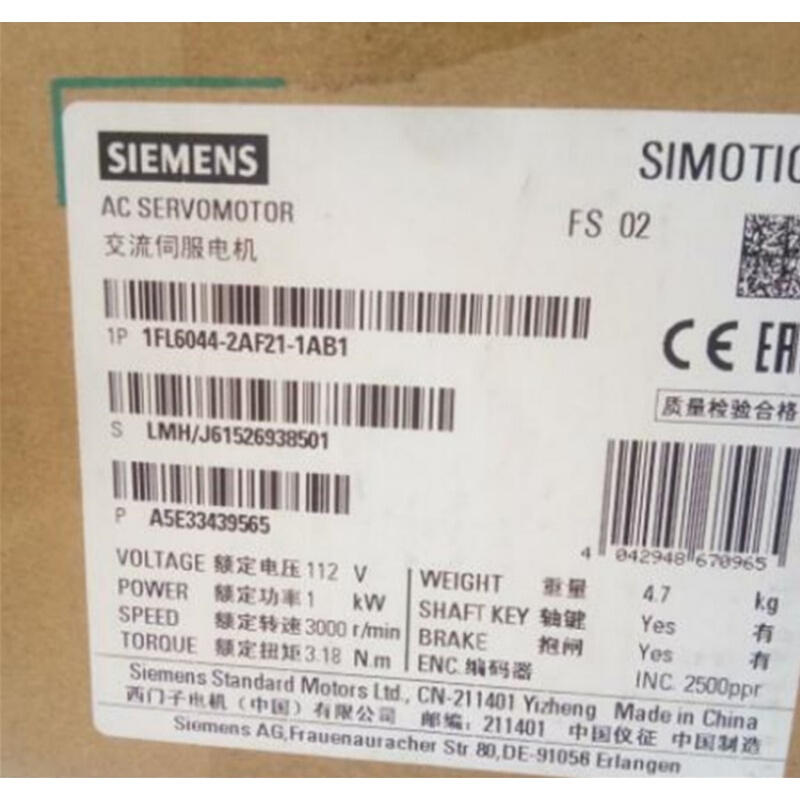 SIEMENS
SIMOTIC
AC SERVOMOTOR
FS 02
交流伺服电机
1P 1FL6044-2AF21-1AB1
CE EAC
质量检验合格
S LMH/J61526938501
P A5E33439565
4 042948 670965
VOLTAGE 额定电压 112 V
POWER 额定功率 1 kW
SPEED 额定转速 3000 r/min
TORQUE 额定扭矩 3.18 N.m
WEIGHT 重量 4.7 kg
SHAFT KEY 轴键 Yes 有
BRAKE 抱闸 Yes 有
ENC. 编码器 INC. 2500ppr
Siemens Standard Motors Ltd., CN-211401 Yizheng Made in China
西门子电机（中国）有限公司 邮编：211401 中国仪征 中国制造
Siemens AG,Frauenauracher Str 80,DE-91056 Erlangen